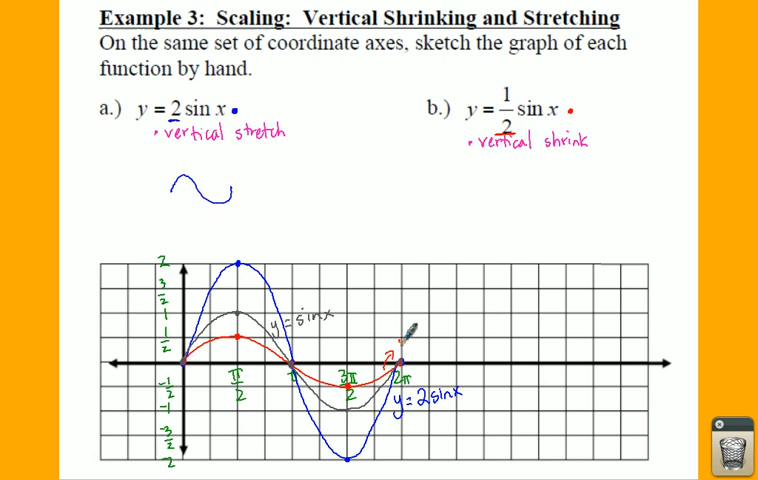 Example 3: Scaling: Vertical Shrinking and Stretching
On the same set of coordinate axes, sketch the graph of each
function by hand.
a.) y = 2 sin x
b.) y = 1/2 sin x
• vertical stretch
• vertical shrink
2
3/2
1
y = sinx
1/2
π/2
π
3π/2
2π
-1/2
y = 2sinx
-1
-3/2
-2